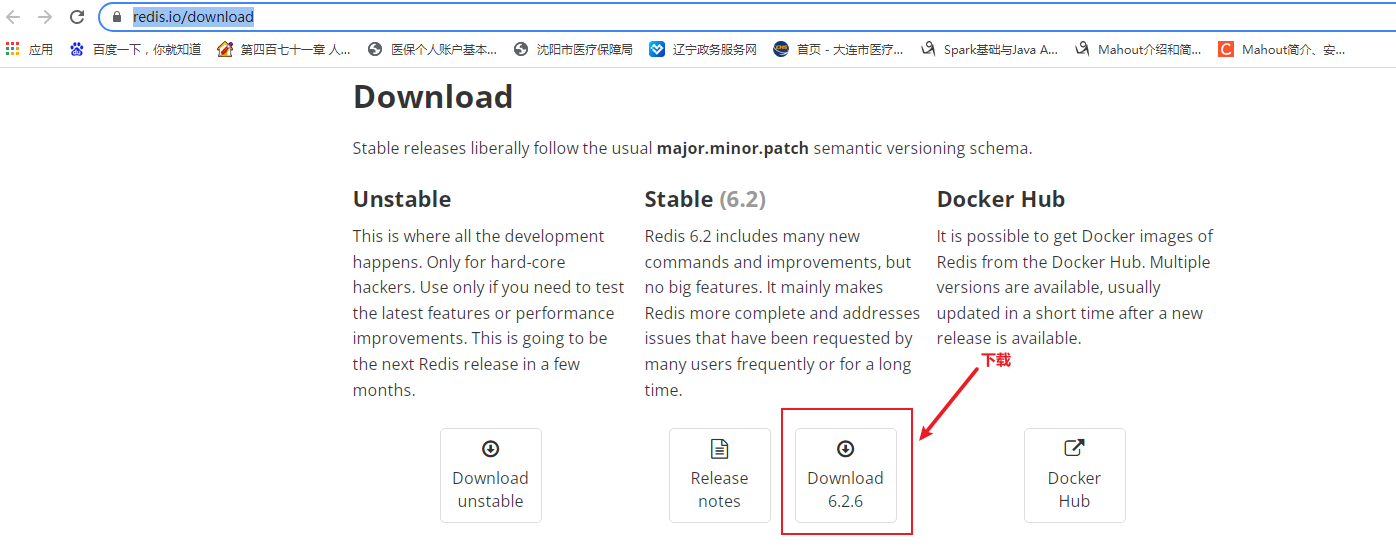 redis.io/download
应用 百度一下，你就知道 第四百七十一章 人... 医保个人账户基本... 沈阳市医疗保障局 辽宁政务服务网 首页 - 大连市医疗... Spark基础与Java A... Mahout介绍和简... C Mahout简介、安...
Download
Stable releases liberally follow the usual major.minor.patch semantic versioning schema.
Unstable
This is where all the development
happens. Only for hard-core
hackers. Use only if you need to test
the latest features or performance
improvements. This is going to be
the next Redis release in a few
months.
Download
unstable
Stable (6.2)
Redis 6.2 includes many new
commands and improvements, but
no big features. It mainly makes
Redis more complete and addresses
issues that have been requested by
many users frequently or for a long
time.
Release
notes
Download
6.2.6
Docker Hub
It is possible to get Docker images of
Redis from the Docker Hub. Multiple
versions are available, usually
updated in a short time after a new
release is available.
下载
Docker
Hub